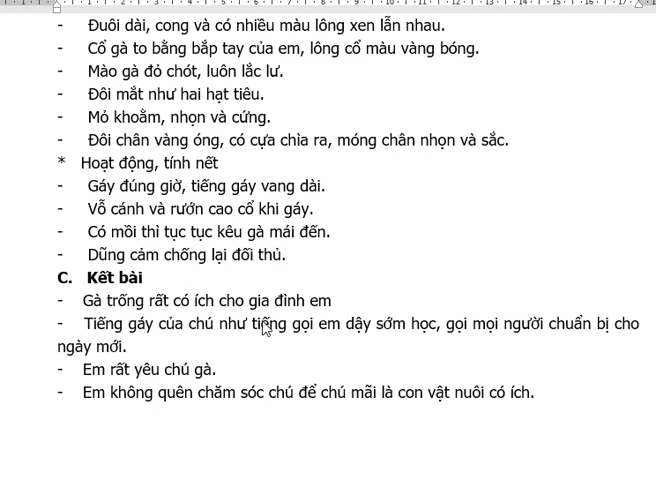 - Đuôi dài, cong và có nhiều màu lông xen lẫn nhau.
- Cổ gà to bằng bắp tay của em, lông cổ màu vàng bóng.
- Mào gà đỏ chót, luôn lắc lư.
- Đôi mắt như hai hạt tiêu.
- Mỏ khoằm, nhọn và cứng.
- Đôi chân vàng óng, có cựa chìa ra, móng chân nhọn và sắc.
* Hoạt động, tính nết
- Gáy đúng giờ, tiếng gáy vang dài.
- Vỗ cánh và rướn cao cổ khi gáy.
- Có mồi thì tục tục kêu gà mái đến.
- Dũng cảm chống lại đối thủ.
C. Kết bài
- Gà trống rất có ích cho gia đình em
- Tiếng gáy của chú như tiếng gọi em dậy sớm học, gọi mọi người chuẩn bị cho
ngày mới.
- Em rất yêu chú gà.
- Em không quên chăm sóc chú để chú mãi là con vật nuôi có ích.